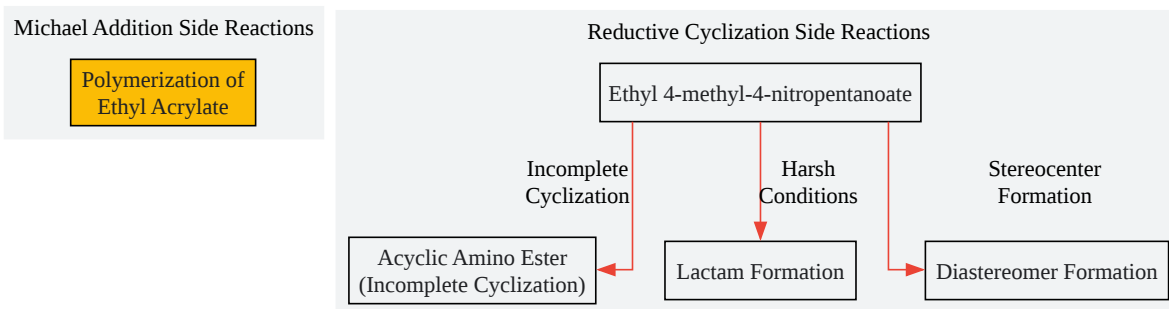 Michael Addition Side Reactions
Polymerization of
Ethyl Acrylate
Reductive Cyclization Side Reactions
Ethyl 4-methyl-4-nitropentanoate
Incomplete
Cyclization
Harsh
Conditions
Stereocenter
Formation
Acyclic Amino Ester
(Incomplete Cyclization)
Lactam Formation
Diastereomer Formation